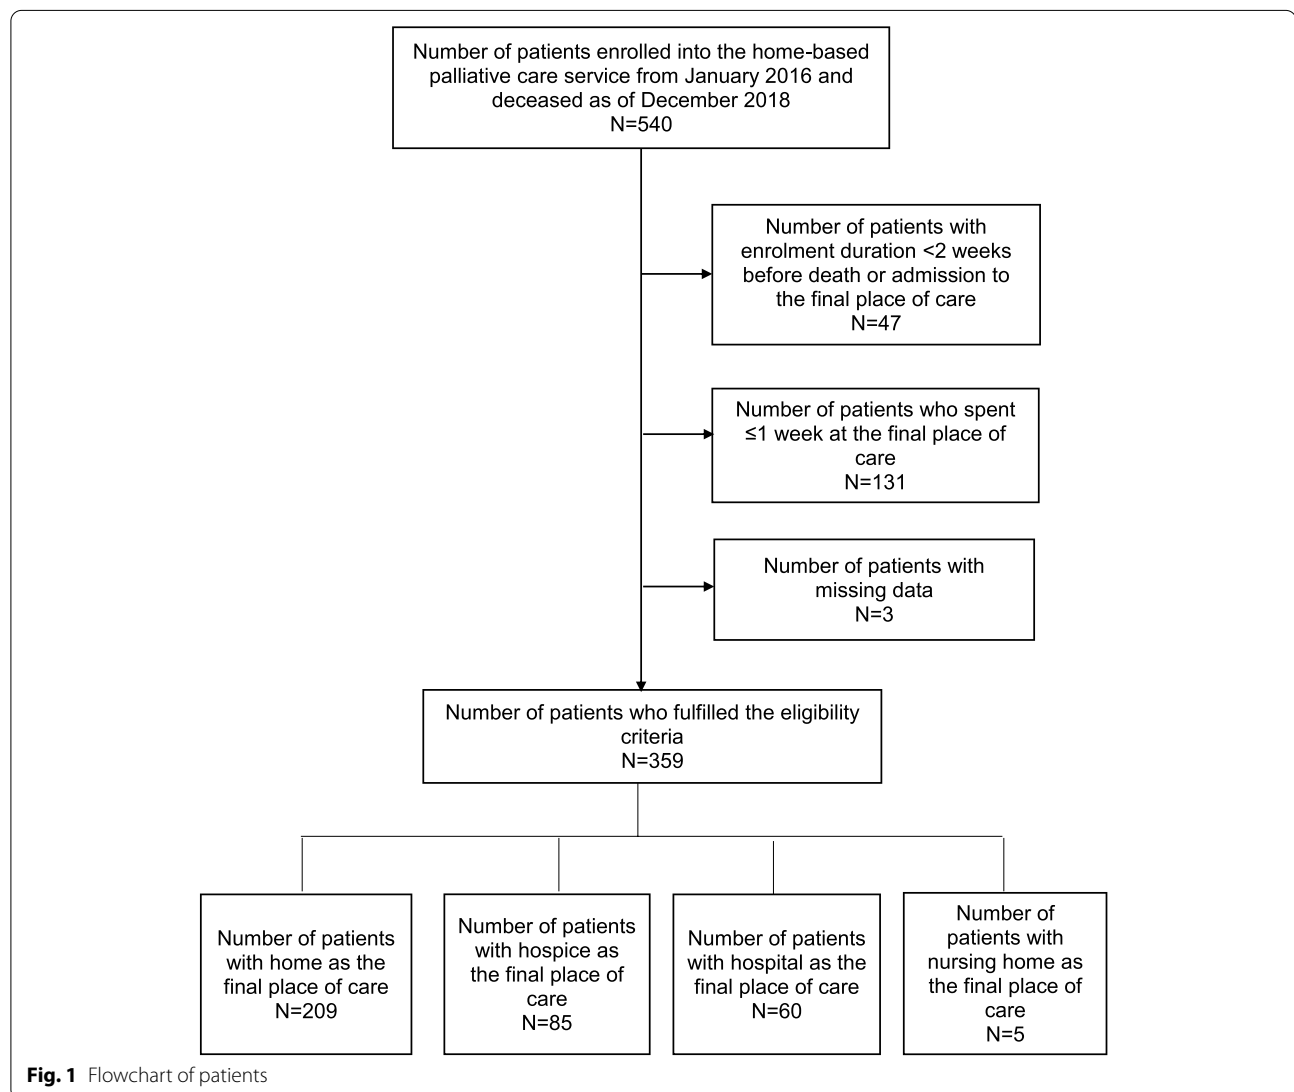 Number of patients enrolled into the home-based
palliative care service from January 2016 and
deceased as of December 2018
N=540
Number of patients with
enrolment duration <2 weeks
before death or admission to
the final place of care
N=47
Number of patients who spent
≤1 week at the final place of
care
N=131
Number of patients with
missing data
N=3
Number of patients who fulfilled the eligibility
criteria
N=359
Number of patients
with home as the
final place of care
N=209
Number of patients
with hospice as
the final place of
care
N=85
Number of patients
with hospital as the
final place of care
N=60
Number of
patients with
nursing home as
the final place of
care
N=5
Fig. 1 Flowchart of patients